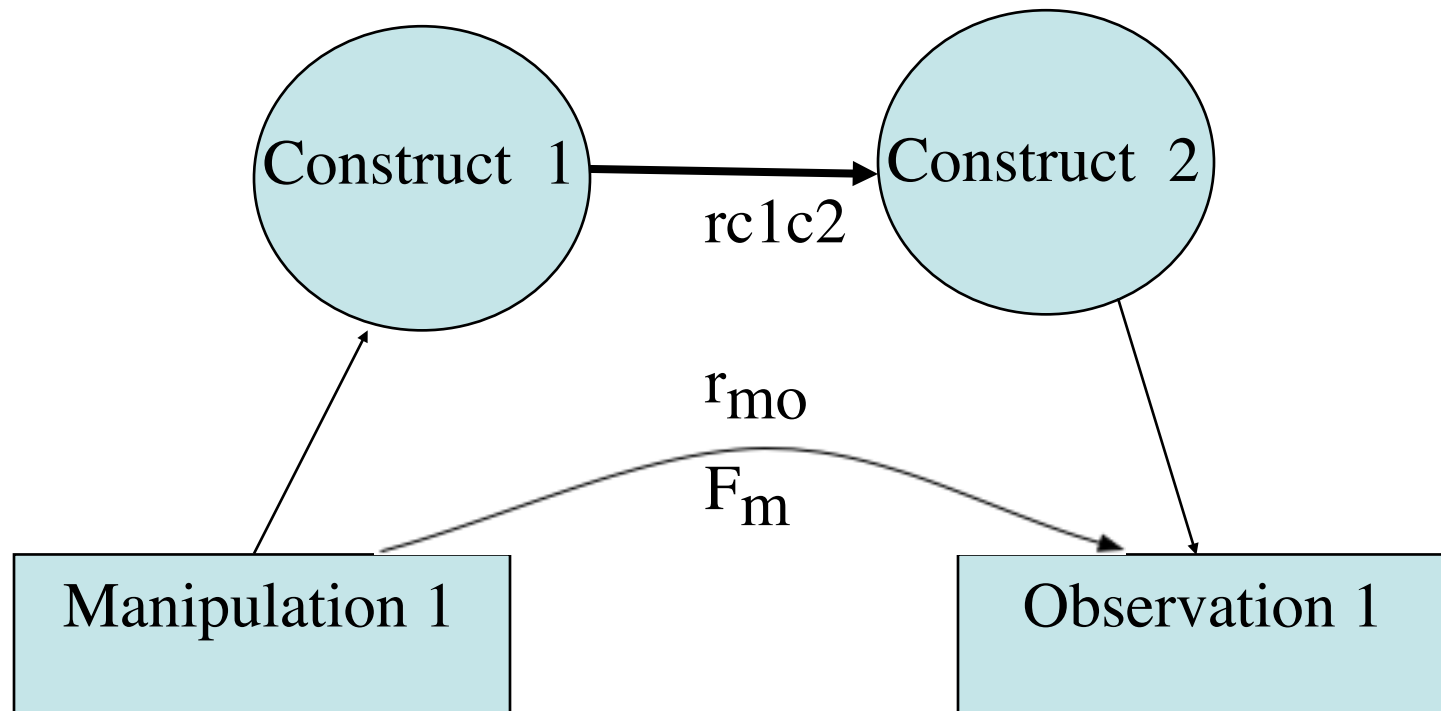 Construct 1
Construct 2
rc1c2
rmo
Fm
Manipulation 1
Observation 1